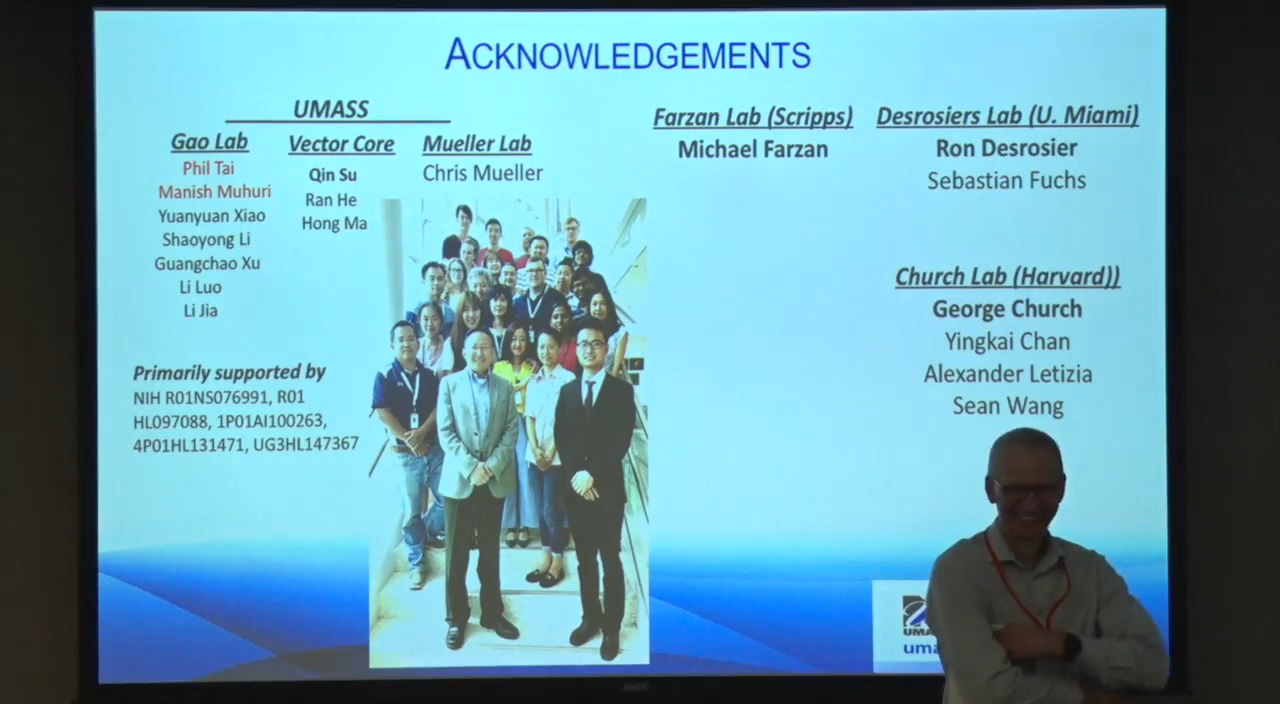 ACKNOWLEDGEMENTS
UMASS
Gao Lab
Phil Tai
Manish Muhuri
Yuanyuan Xiao
Shaoyong Li
Guangchao Xu
Li Luo
Li Jia
Vector Core
Qin Su
Ran He
Hong Ma
Mueller Lab
Chris Mueller
Farzan Lab (Scripps)
Michael Farzan
Desrosiers Lab (U. Miami)
Ron Desrosier
Sebastian Fuchs
Church Lab (Harvard))
George Church
Yingkai Chan
Alexander Letizia
Sean Wang
Primarily supported by
NIH R01NS076991, R01
HL097088, 1P01AI100263,
4P01HL131471, UG3HL147367